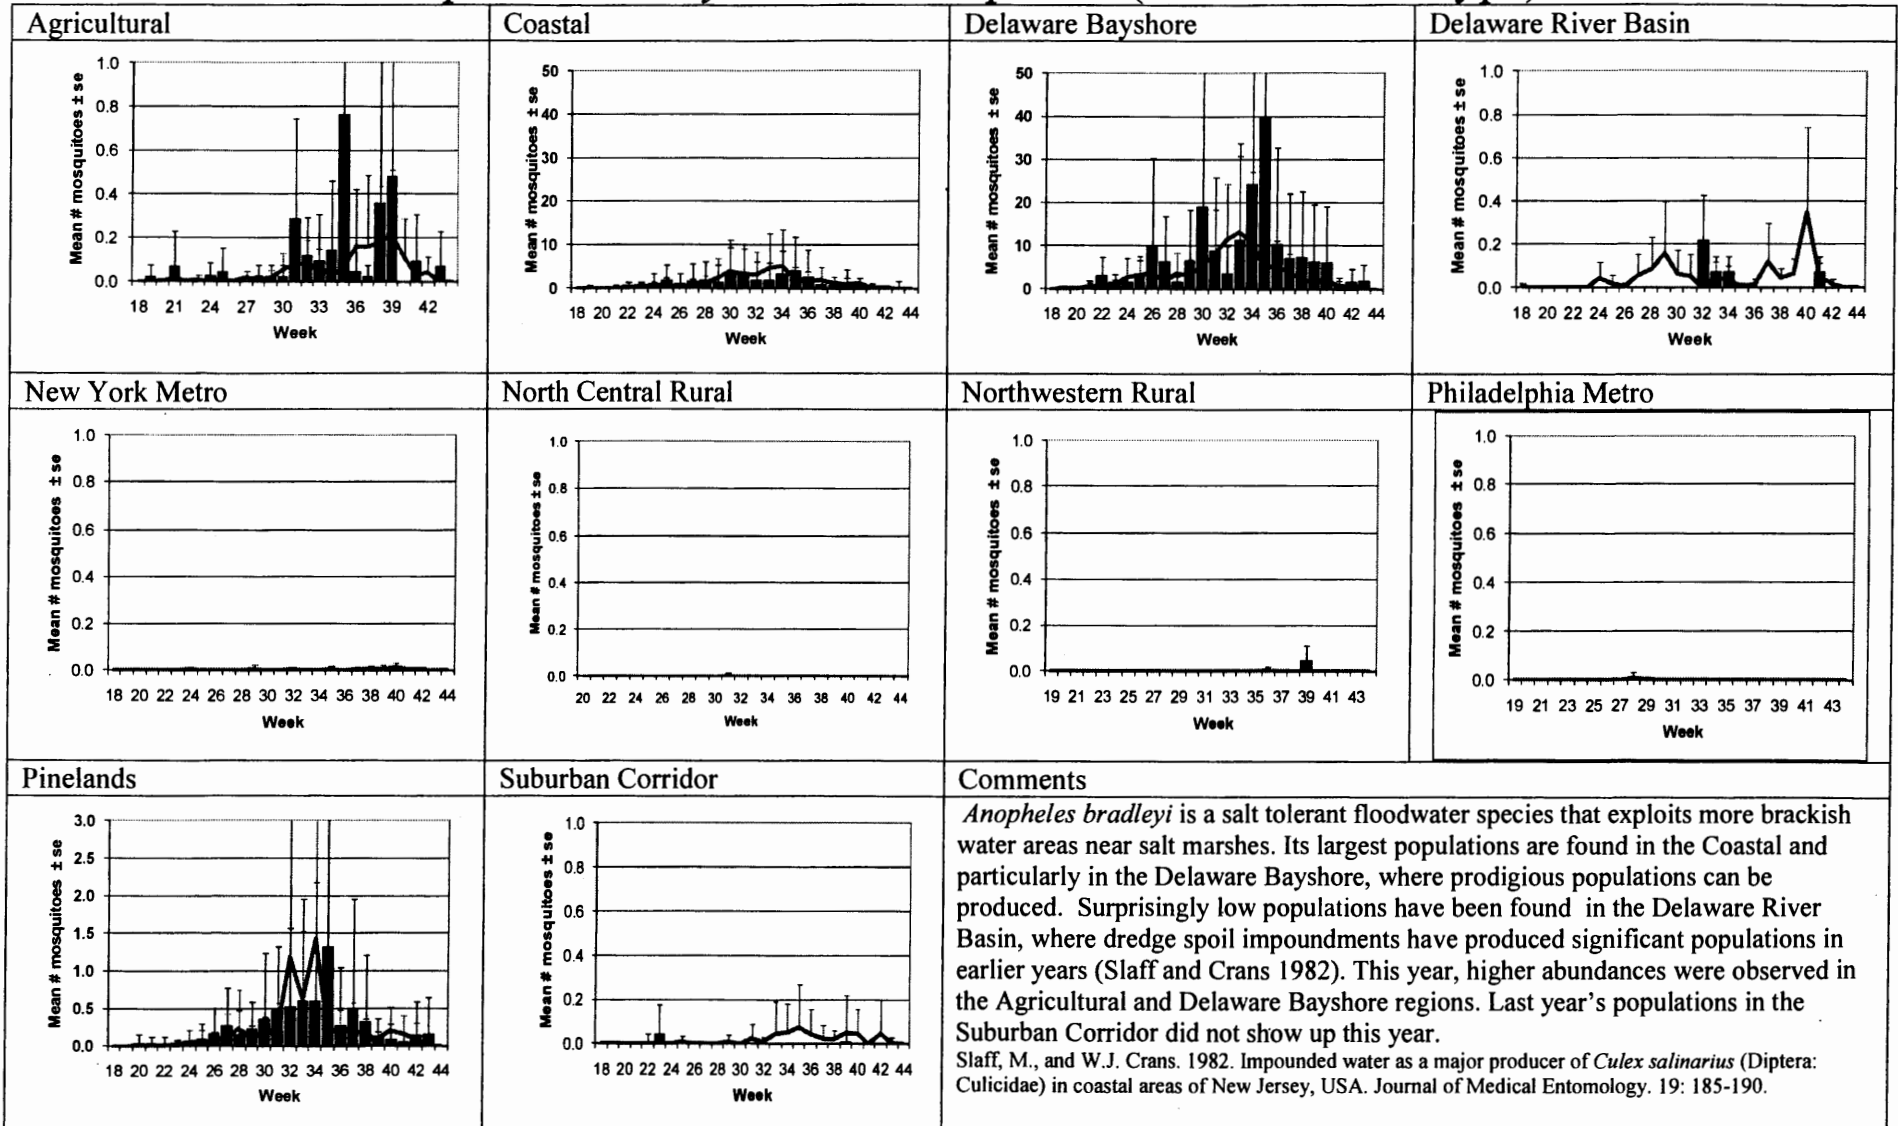 Agricultural
Mean # mosquitoes ± se
1.0
0.8
0.6
0.4
0.2
0.0
18 21 24 27 30 33 36 39 42
Week
Coastal
Mean # mosquitoes ± se
50
40
30
20
10
0
18 20 22 24 26 28 30 32 34 36 38 40 42 44
Week
Delaware Bayshore
Mean # mosquitoes ± se
50
40
30
20
10
0
18 20 22 24 26 28 30 32 34 36 38 40 42 44
Week
Delaware River Basin
Mean # mosquitoes ± se
1.0
0.8
0.6
0.4
0.2
0.0
18 20 22 24 26 28 30 32 34 36 38 40 42 44
Week
New York Metro
Mean # mosquitoes ± se
1.0
0.8
0.6
0.4
0.2
0.0
18 20 22 24 26 28 30 32 34 36 38 40 42 44
Week
North Central Rural
Mean # mosquitoes ± se
1.0
0.8
0.6
0.4
0.2
0.0
20 22 24 26 28 30 32 34 36 38 40 42 44
Week
Northwestern Rural
Mean # mosquitoes ± se
1.0
0.8
0.6
0.4
0.2
0.0
19 21 23 25 27 29 31 33 35 37 39 41 43
Week
Philadelphia Metro
Mean # mosquitoes ± se
1.0
0.8
0.6
0.4
0.2
0.0
19 21 23 25 27 29 31 33 35 37 39 41 43
Week
Pinelands
Mean # mosquitoes ± se
3.0
2.5
2.0
1.5
1.0
0.5
0.0
18 20 22 24 26 28 30 32 34 36 38 40 42 44
Week
Suburban Corridor
Mean # mosquitoes ± se
1.0
0.8
0.6
0.4
0.2
0.0
18 20 22 24 26 28 30 32 34 36 38 40 42 44
Week
Comments
Anopheles bradleyi is a salt tolerant floodwater species that exploits more brackish
water areas near salt marshes. Its largest populations are found in the Coastal and
particularly in the Delaware Bayshore, where prodigious populations can be
produced. Surprisingly low populations have been found in the Delaware River
Basin, where dredge spoil impoundments have produced significant populations in
earlier years (Slaff and Crans 1982). This year, higher abundances were observed in
the Agricultural and Delaware Bayshore regions. Last year's populations in the
Suburban Corridor did not show up this year.
Slaff, M., and W.J. Crans. 1982. Impounded water as a major producer of Culex salinarius (Diptera:
Culicidae) in coastal areas of New Jersey, USA. Journal of Medical Entomology. 19: 185-190.